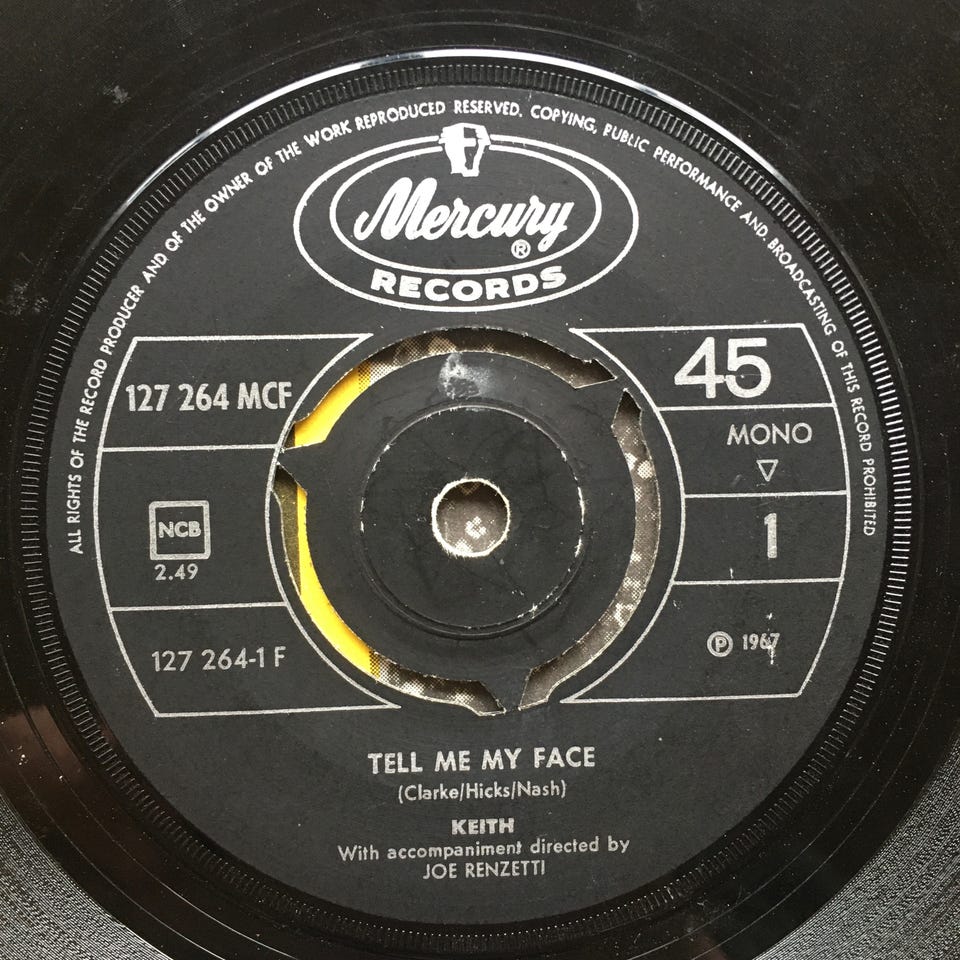 ALL RIGHTS OF THE RECORD PRODUCER AND OF THE OWNER OF THE WORK REPRODUCED RESERVED. COPYING, PUBLIC PERFORMANCE AND BROADCASTING OF THIS RECORD PROHIBITED
Mercury ®
RECORDS
127 264 MCF
NCB
2.49
127 264-1 F
45
MONO
▽
1
Ⓟ 1967
TELL ME MY FACE
(Clarke/Hicks/Nash)
KEITH
With accompaniment directed by
JOE RENZETTI